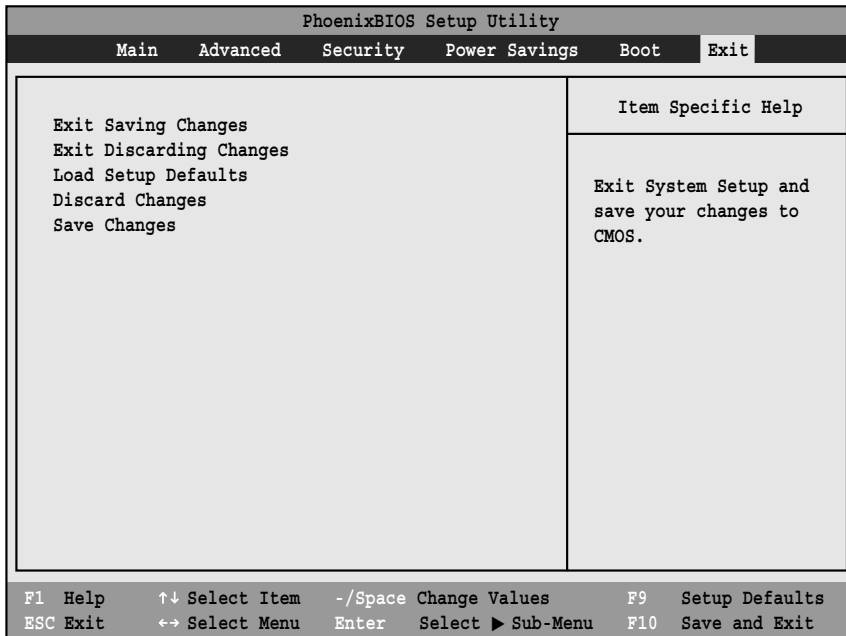 PhoenixBIOS Setup Utility
Main Advanced Security Power Savings Boot Exit
Exit Saving Changes
Exit Discarding Changes
Load Setup Defaults
Discard Changes
Save Changes
Item Specific Help
Exit System Setup and
save your changes to
CMOS.
F1 Help ↑↓ Select Item -/Space Change Values F9 Setup Defaults
ESC Exit ←→ Select Menu Enter Select ▶ Sub-Menu F10 Save and Exit